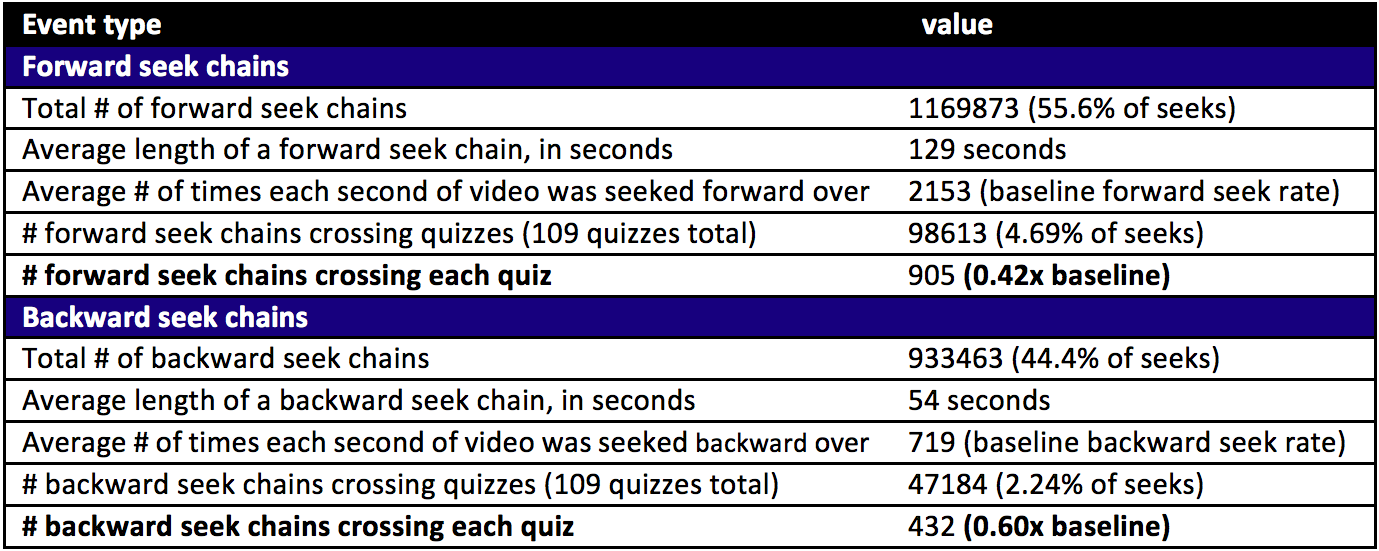 Event type value
Forward seek chains
Total # of forward seek chains 1169873 (55.6% of seeks)
Average length of a forward seek chain, in seconds 129 seconds
Average # of times each second of video was seeked forward over 2153 (baseline forward seek rate)
# forward seek chains crossing quizzes (109 quizzes total) 98613 (4.69% of seeks)
# forward seek chains crossing each quiz 905 (0.42x baseline)
Backward seek chains
Total # of backward seek chains 933463 (44.4% of seeks)
Average length of a backward seek chain, in seconds 54 seconds
Average # of times each second of video was seeked backward over 719 (baseline backward seek rate)
# backward seek chains crossing quizzes (109 quizzes total) 47184 (2.24% of seeks)
# backward seek chains crossing each quiz 432 (0.60x baseline)